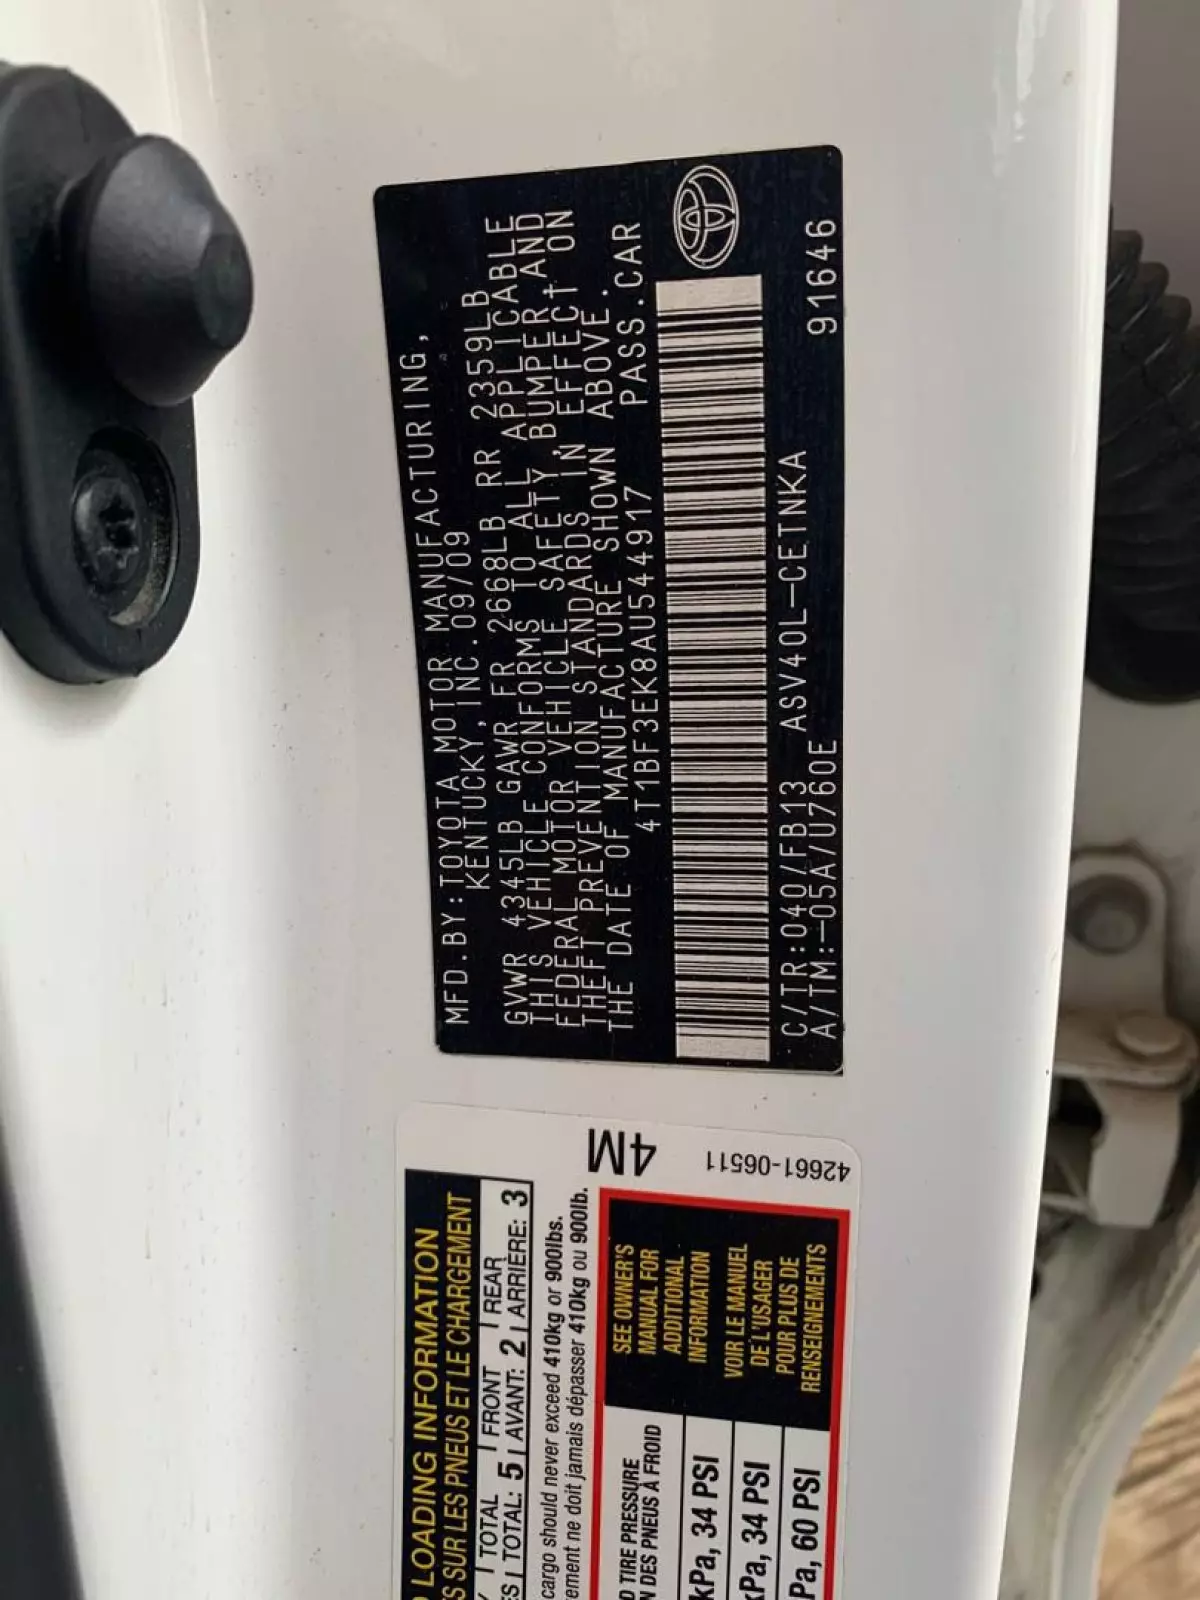 MFD.BY:TOYOTA MOTOR MANUFACTURING,
KENTUCKY,INC.09/09
GVWR 4345LB GAWR FR 2668LB RR 2359LB
THIS VEHICLE CONFORMS TO ALL APPLICABLE
FEDERAL MOTOR VEHICLE SAFETY,BUMPER,AND
THEFT PREVENTION STANDARDS IN EFFECT ON
THE DATE OF MANUFACTURE SHOWN ABOVE.
4T1BF3EK8AU544917 PASS.CAR
C/TR:040/FB13 ASV40L-CETNKA
A/TM:-05A/U760E 91646
4M
42661-06511
LOADING INFORMATION
SUR LES PNEUS ET LE CHARGEMENT
TOTAL FRONT REAR
TOTAL: 5 AVANT: 2 ARRIÈRE: 3
cargo should never exceed 410kg or 900lbs.
ne doit jamais dépasser 410kg ou 900lb.
SEE OWNER'S
MANUAL FOR
ADDITIONAL
INFORMATION
VOIR LE MANUEL
DE L'USAGER
POUR PLUS DE
RENSEIGNEMENTS
TIRE PRESSURE
DES PNEUS À FROID
kPa, 34 PSI
kPa, 34 PSI
kPa, 60 PSI